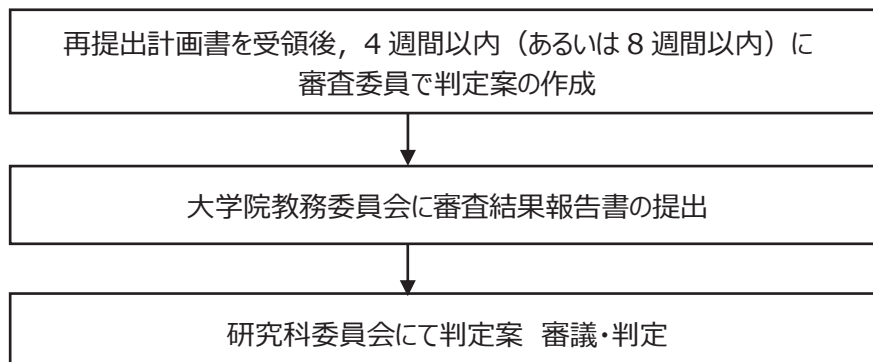 再提出計画書を受領後，4 週間以内（あるいは 8 週間以内）に
審査委員で判定案の作成
大学院教務委員会に審査結果報告書の提出
研究科委員会にて判定案　審議・判定